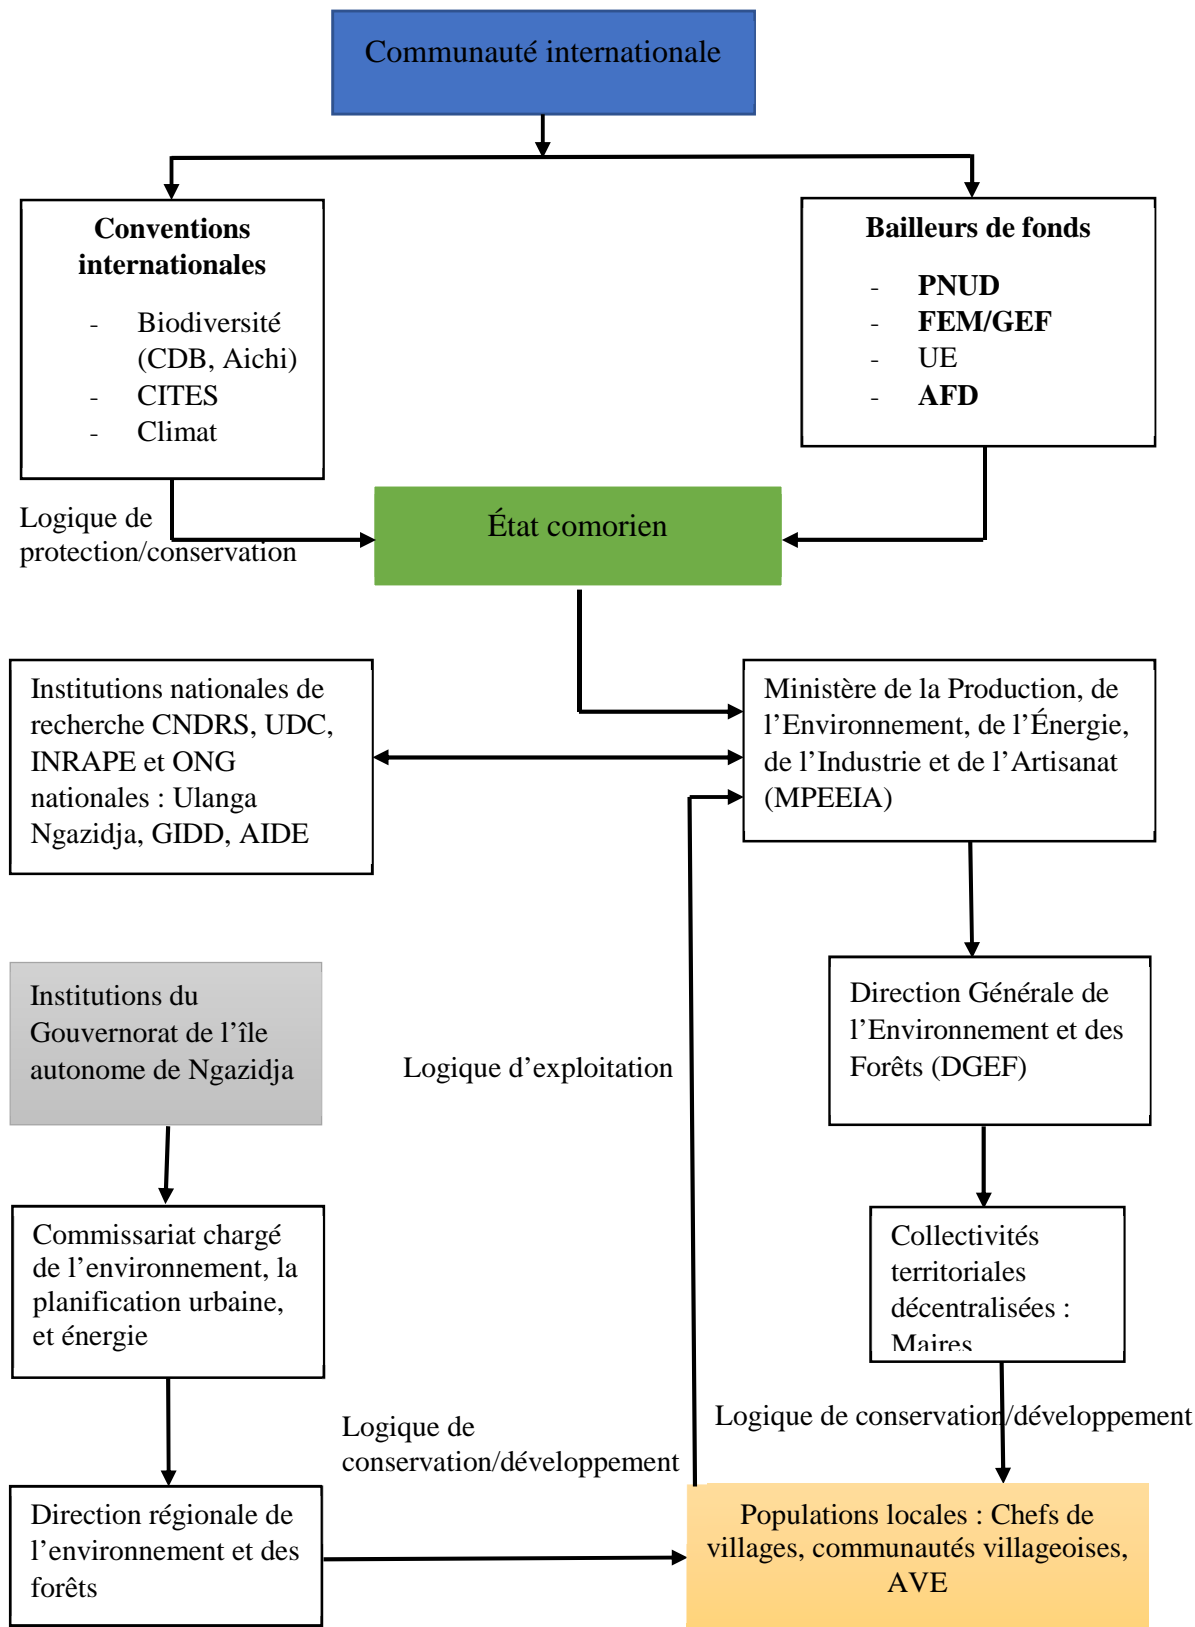 Communauté internationale
Conventions
internationales
- Biodiversité
(CDB, Aichi)
- CITES
- Climat
Bailleurs de fonds
- PNUD
- FEM/GEF
- UE
- AFD
Logique de
protection/conservation
État comorien
Institutions nationales de
recherche CNDRS, UDC,
INRAPE et ONG
nationales : Ulanga
Ngazidja, GIDD, AIDE
Ministère de la Production, de
l’Environnement, de l’Énergie,
de l’Industrie et de l’Artisanat
(MPEEIA)
Institutions du
Gouvernorat de l’île
autonome de Ngazidja
Logique d’exploitation
Direction Générale de
l’Environnement et des
Forêts (DGEF)
Commissariat chargé
de l’environnement, la
planification urbaine,
et énergie
Collectivités
territoriales
décentralisées :
Maires
Logique de
conservation/développement
Logique de conservation/développement
Direction régionale de
l’environnement et des
forêts
Populations locales : Chefs de
villages, communautés villageoises,
AVE